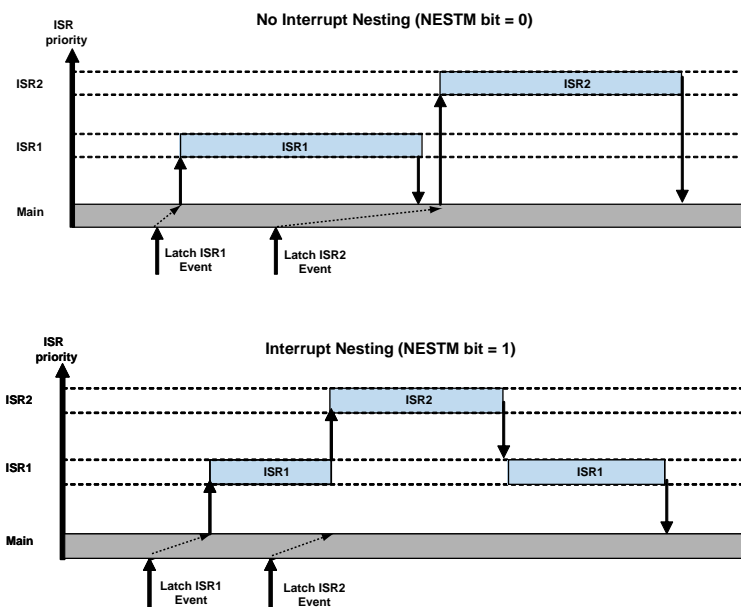 No Interrupt Nesting (NESTM bit = 0)
ISR
priority
ISR2
ISR2
ISR1
ISR1
Main
Latch ISR1
Event
Latch ISR2
Event
Interrupt Nesting (NESTM bit = 1)
ISR
priority
ISR2
ISR2
ISR1
ISR1
ISR1
Main
Latch ISR1
Event
Latch ISR2
Event